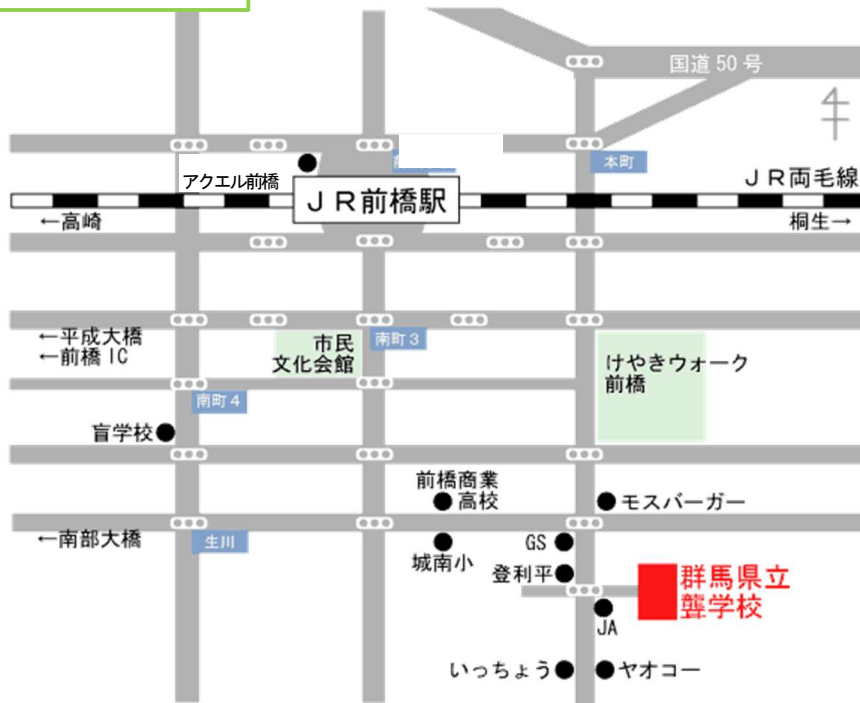 国道50号
本町
アクエル前橋
JR両毛線
JR前橋駅
←高崎
桐生→
←平成大橋
←前橋IC
市民
文化会館
南町3
けやきウォーク
前橋
南町4
盲学校
前橋商業
高校
モスバーガー
←南部大橋
生川
城南小
GS
登利平
群馬県立
聾学校
JA
いっちょう
ヤオコー